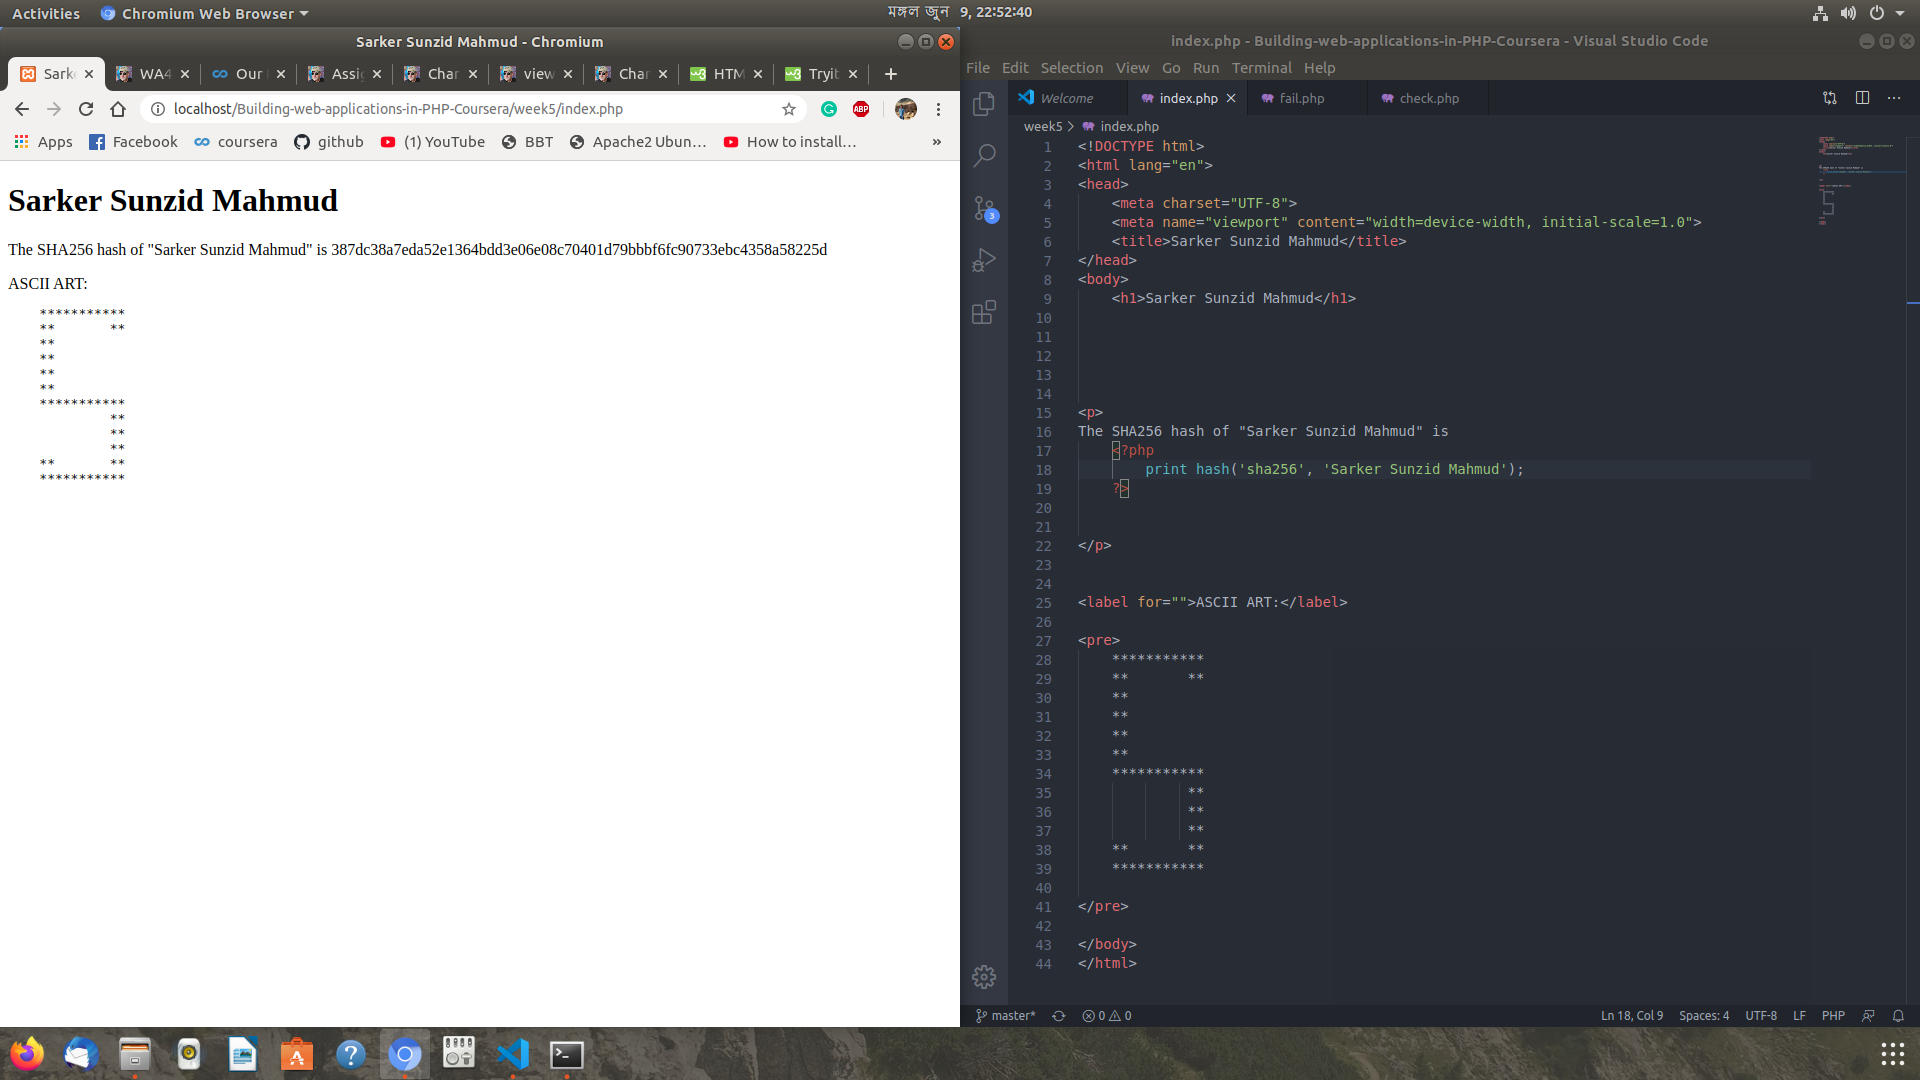 Activities Chromium Web Browser মঙ্গল জুন 9, 22:52:40
Sarker Sunzid Mahmud - Chromium
Sark WA4 Our Assig Char view Char HTM Tryit
localhost/Building-web-applications-in-PHP-Coursera/week5/index.php
Apps Facebook coursera github (1) YouTube BBT Apache2 Ubun… How to install… »
Sarker Sunzid Mahmud
The SHA256 hash of "Sarker Sunzid Mahmud" is 387dc38a7eda52e1364bdd3e06e08c70401d79bbbf6fc90733ebc4358a58225d
ASCII ART:
***********
**       **
**
**
**
**
***********
         **
         **
         **
**       **
***********
index.php - Building-web-applications-in-PHP-Coursera - Visual Studio Code
File Edit Selection View Go Run Terminal Help
Welcome index.php fail.php check.php
week5 > index.php
3
1 <!DOCTYPE html>
2 <html lang="en">
3 <head>
4     <meta charset="UTF-8">
5     <meta name="viewport" content="width=device-width, initial-scale=1.0">
6     <title>Sarker Sunzid Mahmud</title>
7 </head>
8 <body>
9     <h1>Sarker Sunzid Mahmud</h1>
10
11
12
13
14
15 <p>
16 The SHA256 hash of "Sarker Sunzid Mahmud" is
17     <?php
18         print hash('sha256', 'Sarker Sunzid Mahmud');
19     ?>
20
21
22 </p>
23
24
25 <label for="">ASCII ART:</label>
26
27 <pre>
28     ***********
29     **       **
30     **
31     **
32     **
33     **
34     ***********
35              **
36              **
37              **
38     **       **
39     ***********
40
41 </pre>
42
43 </body>
44 </html>
master* 0 0 Ln 18, Col 9 Spaces: 4 UTF-8 LF PHP